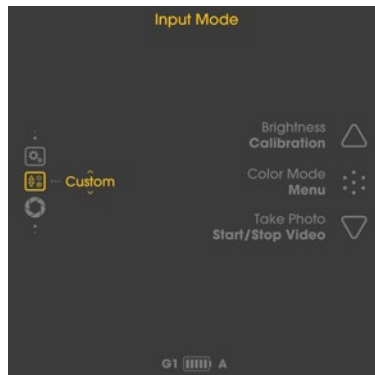 Input Mode
Brightness
Calibration
Custom
Color Mode
Menu
Take Photo
Start/Stop Video
G1 A